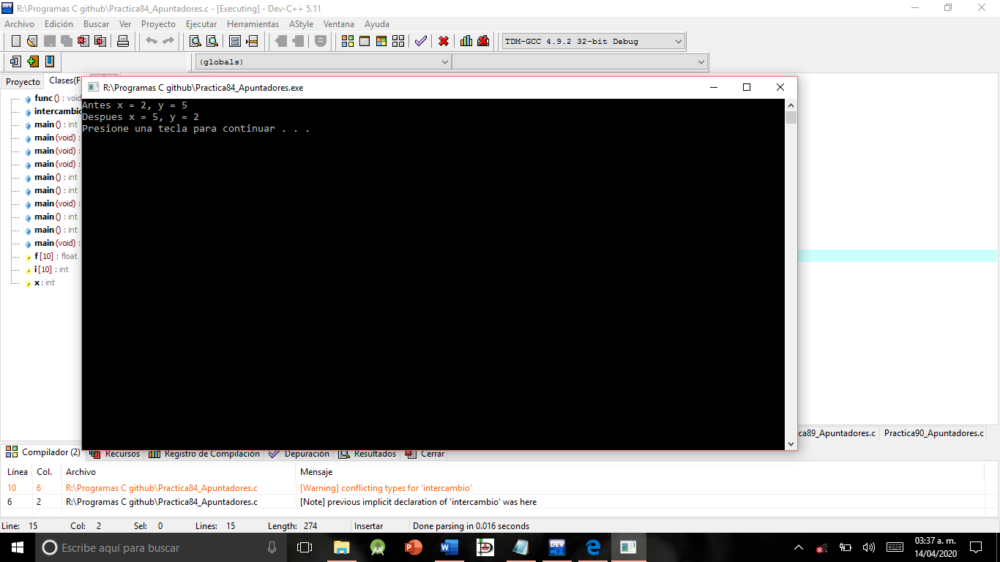 R:\Programas C github\Practica84_Apuntadores.c - [Executing] - Dev-C++ 5.11
Archivo Edición Buscar Ver Proyecto Ejecutar Herramientas AStyle Ventana Ayuda
TDM-GCC 4.9.2 32-bit Debug
(globals)
Proyecto Clases(F
R:\Programas C github\Practica84_Apuntadores.exe
Antes x = 2, y = 5
Despues x = 5, y = 2
Presione una tecla para continuar . . .
func () : void
intercambio
main () : int
main (void) :
main (void) :
main (void) :
main () : int
main () : int
main (void) :
main () : int
main () : int
main (void) :
f [10] : float
i [10] : int
x : int
ca89_Apuntadores.c Practica90_Apuntadores.c
Compilador (2) Recursos Registro de Compilación Depuración Resultados Cerrar
Línea Col. Archivo Mensaje
10 6 R:\Programas C github\Practica84_Apuntadores.c [Warning] conflicting types for 'intercambio'
6 2 R:\Programas C github\Practica84_Apuntadores.c [Note] previous implicit declaration of 'intercambio' was here
Line: 15 Col: 2 Sel: 0 Lines: 15 Length: 274 Insertar Done parsing in 0.016 seconds
Escribe aquí para buscar
DEV
03:37 a. m.
14/04/2020